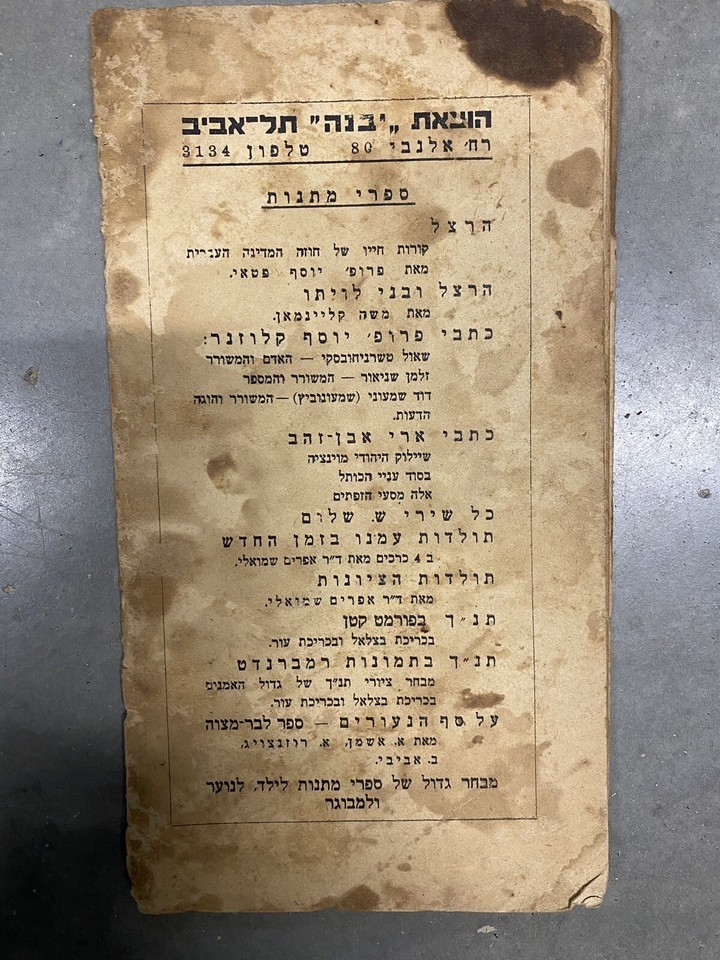 הוצאת „יבנה" תל־אביב
רח׳ אלנבי 80 טלפון 3134
ספרי מתנות
הרצל
קורות חייו של חוזה המדינה העברית
מאת פרופ׳ יוסף פטאי.
הרצל ובני לויתו
מאת משה קליינמאן.
כתבי פרופ׳ יוסף קלוזנר:
שאול טשרניחובסקי — האדם והמשורר
זלמן שניאור — המשורר והמספר
דוד שמעוני (שמעונוביץ) — המשורר והוגה
הדעות.
כתבי ארי אבן־זהב
שיילוק היהודי מוינציה
בסוד עניי הכותל
אלה מסעי הזפתים
כל שירי ש. שלום
תולדות עמנו בזמן החדש
ב 4 כרכים מאת ד"ר אפרים שמואלי.
תולדות הציונות
מאת ד"ר אפרים שמואלי.
תנ"ך בפורמט קטן
בכריכת בצלאל ובכריכת עור.
תנ"ך בתמונות רמברנדט
מבחר ציורי תנ"ך של גדול האמנים
בכריכת בצלאל ובכריכת עור.
על סף הנעורים — ספר לבר־מצוה
מאת א. אשמן, א. רוזנצויג,
ב. אביבי.
מבחר גדול של ספרי מתנות לילד, לנוער
ולמבוגר